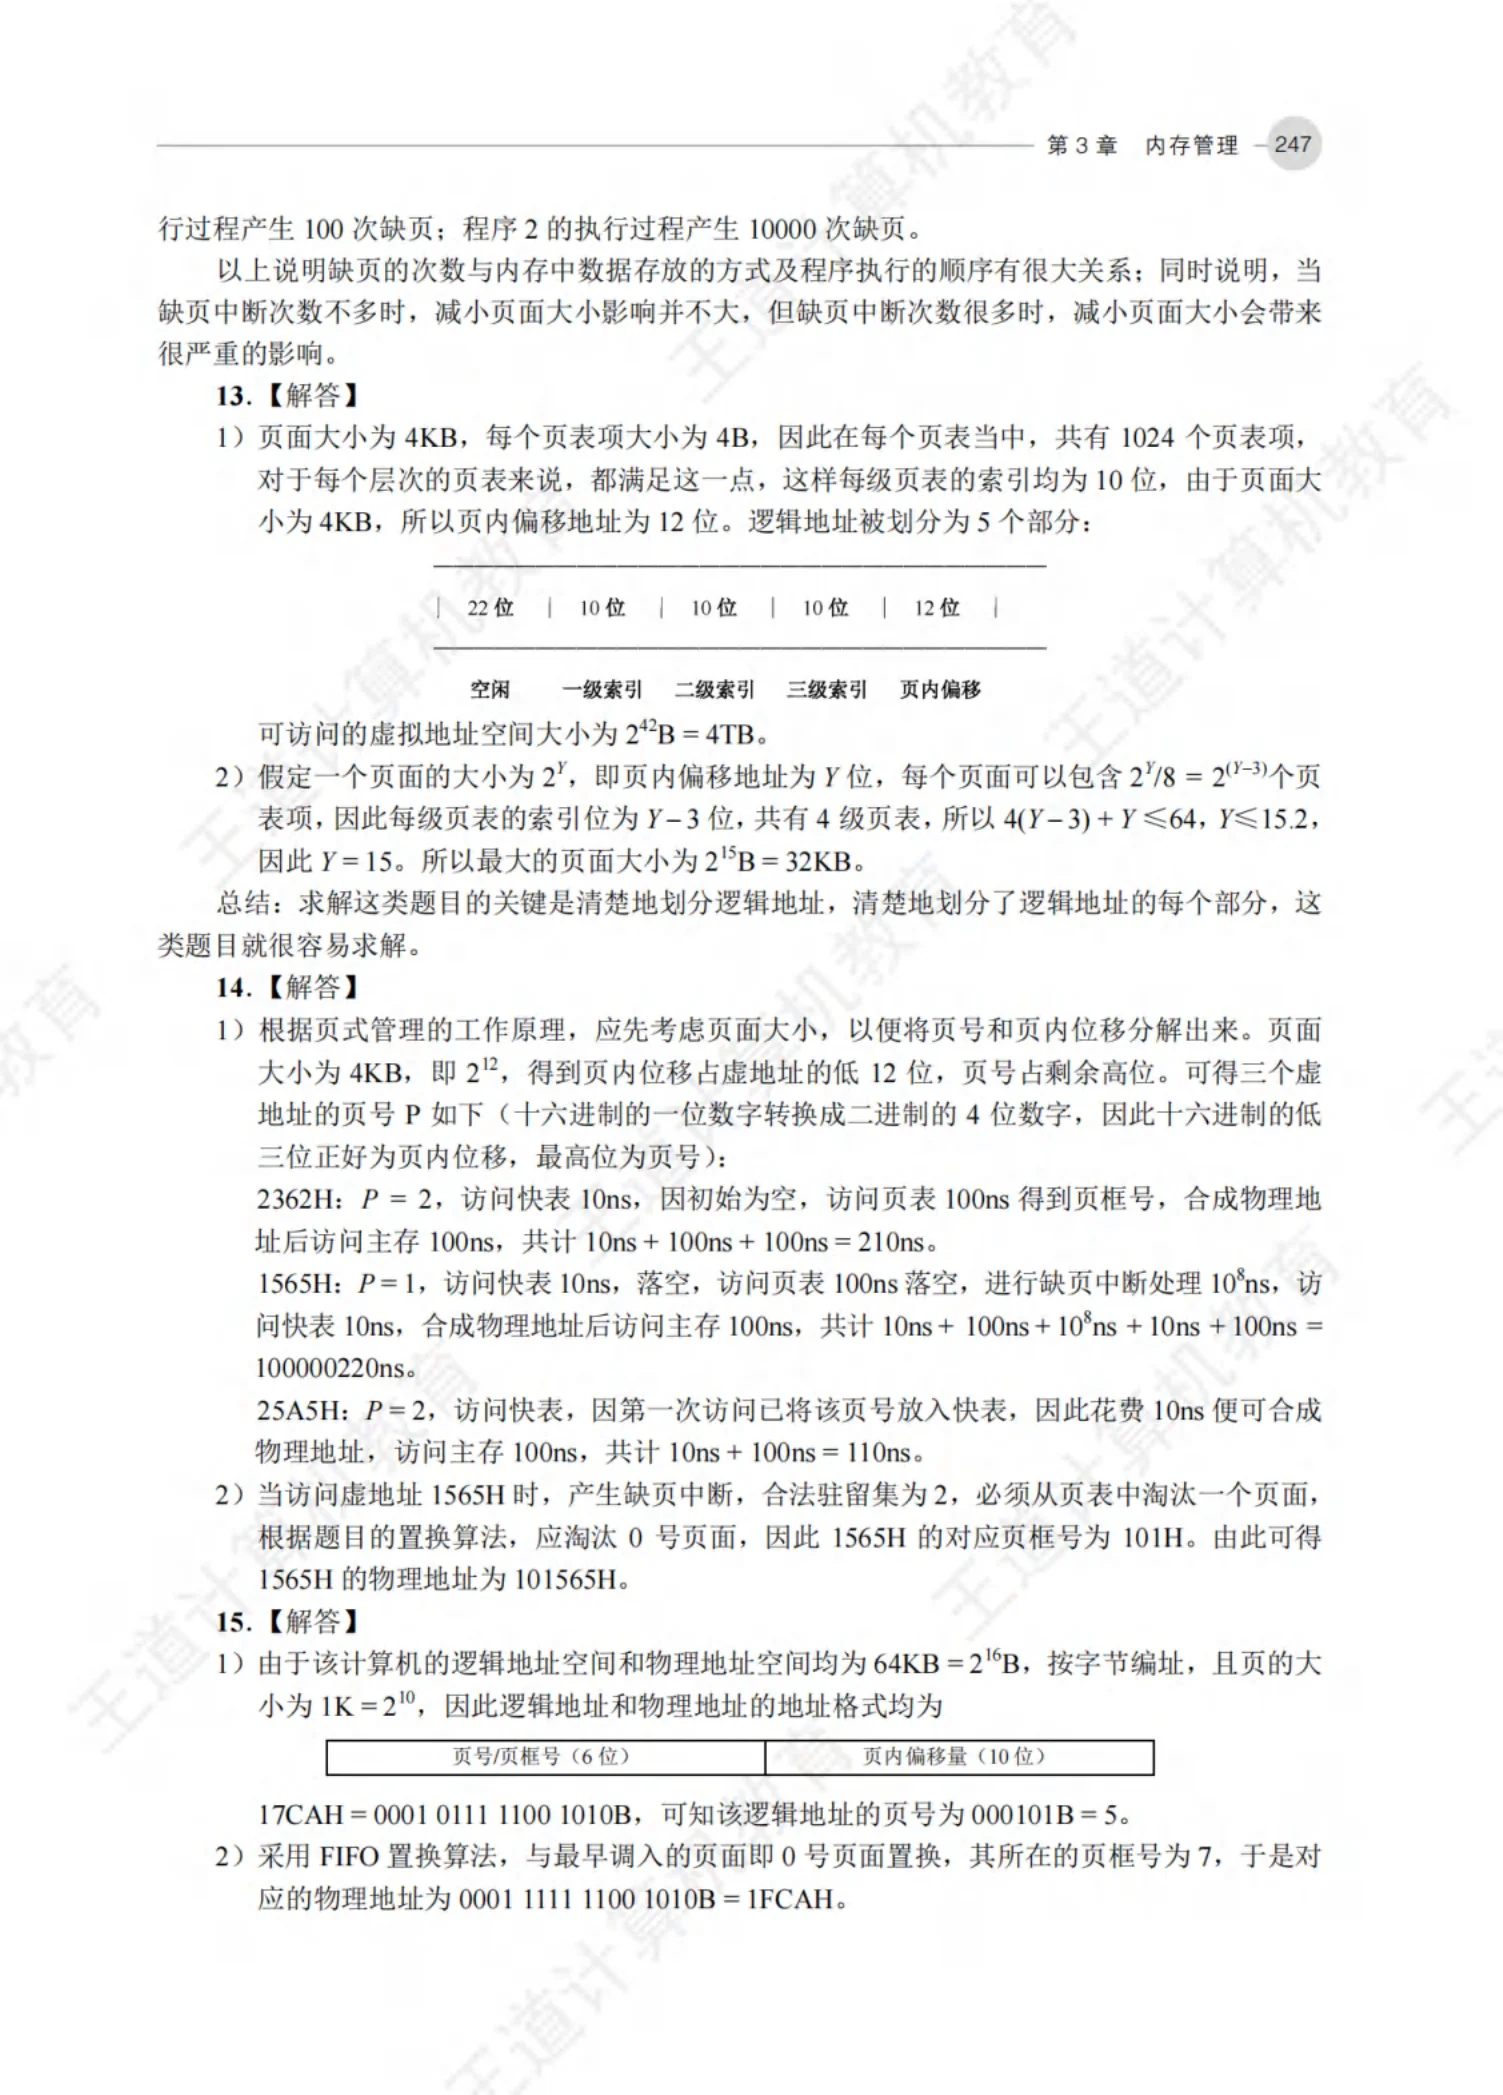 第 3 章 内存管理 247
行过程产生 100 次缺页；程序 2 的执行过程产生 10000 次缺页。
以上说明缺页的次数与内存中数据存放的方式及程序执行的顺序有很大关系；同时说明，当
缺页中断次数不多时，减小页面大小影响并不大，但缺页中断次数很多时，减小页面大小会带来
很严重的影响。
13.【解答】
1）页面大小为 4KB，每个页表项大小为 4B，因此在每个页表当中，共有 1024 个页表项，
对于每个层次的页表来说，都满足这一点，这样每级页表的索引均为 10 位，由于页面大
小为 4KB，所以页内偏移地址为 12 位。逻辑地址被划分为 5 个部分：
| 22 位 | 10 位 | 10 位 | 10 位 | 12 位 |
空闲 一级索引 二级索引 三级索引 页内偏移
可访问的虚拟地址空间大小为 2⁴²B = 4TB。
2）假定一个页面的大小为 2^Y，即页内偏移地址为 Y 位，每个页面可以包含 2^Y/8 = 2^(Y−3)个页
表项，因此每级页表的索引位为 Y − 3 位，共有 4 级页表，所以 4(Y − 3) + Y ≤64，Y≤15.2，
因此 Y = 15。所以最大的页面大小为 2¹⁵B = 32KB。
总结：求解这类题目的关键是清楚地划分逻辑地址，清楚地划分了逻辑地址的每个部分，这
类题目就很容易求解。
14.【解答】
1）根据页式管理的工作原理，应先考虑页面大小，以便将页号和页内位移分解出来。页面
大小为 4KB，即 2¹²，得到页内位移占虚地址的低 12 位，页号占剩余高位。可得三个虚
地址的页号 P 如下（十六进制的一位数字转换成二进制的 4 位数字，因此十六进制的低
三位正好为页内位移，最高位为页号）：
2362H：P = 2，访问快表 10ns，因初始为空，访问页表 100ns 得到页框号，合成物理地
址后访问主存 100ns，共计 10ns + 100ns + 100ns = 210ns。
1565H：P = 1，访问快表 10ns，落空，访问页表 100ns 落空，进行缺页中断处理 10⁸ns，访
问快表 10ns，合成物理地址后访问主存 100ns，共计 10ns + 100ns + 10⁸ns + 10ns + 100ns =
100000220ns。
25A5H：P = 2，访问快表，因第一次访问已将该页号放入快表，因此花费 10ns 便可合成
物理地址，访问主存 100ns，共计 10ns + 100ns = 110ns。
2）当访问虚地址 1565H 时，产生缺页中断，合法驻留集为 2，必须从页表中淘汰一个页面，
根据题目的置换算法，应淘汰 0 号页面，因此 1565H 的对应页框号为 101H。由此可得
1565H 的物理地址为 101565H。
15.【解答】
1）由于该计算机的逻辑地址空间和物理地址空间均为 64KB = 2¹⁶B，按字节编址，且页的大
小为 1K = 2¹⁰，因此逻辑地址和物理地址的地址格式均为
页号/页框号（6 位） 页内偏移量（10 位）
17CAH = 0001 0111 1100 1010B，可知该逻辑地址的页号为 000101B = 5。
2）采用 FIFO 置换算法，与最早调入的页面即 0 号页面置换，其所在的页框号为 7，于是对
应的物理地址为 0001 1111 1100 1010B = 1FCAH。
王道计算机教育